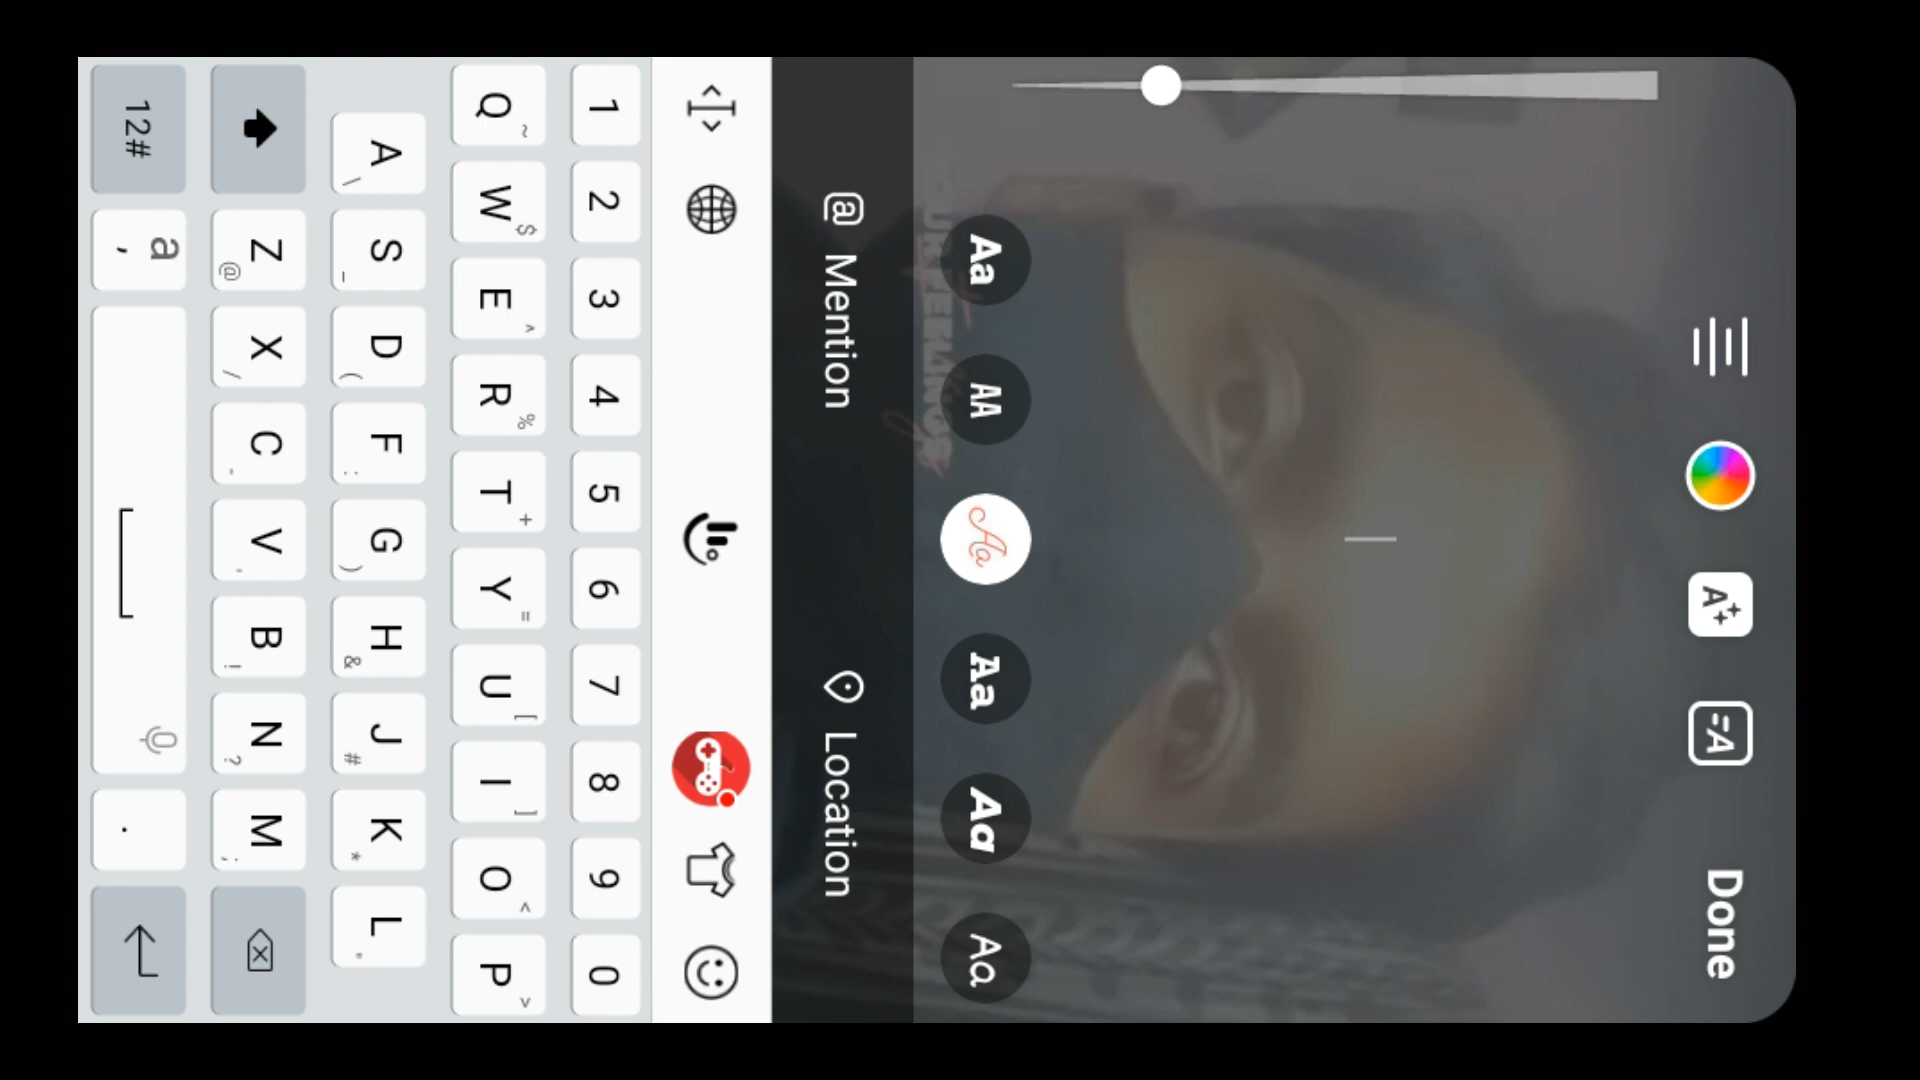 Done
Aa
AA
Aa
Aa
Aa
Aa
Mention
Location
1 2 3 4 5 6 7 8 9 0
Q ~ W $ E ^ R % T + Y = U [ I ] O < P >
A \ S _ D ( F : G ) H & J # K * L "
Z @ X / C - V ' B ! N ? M ;
12# a , .